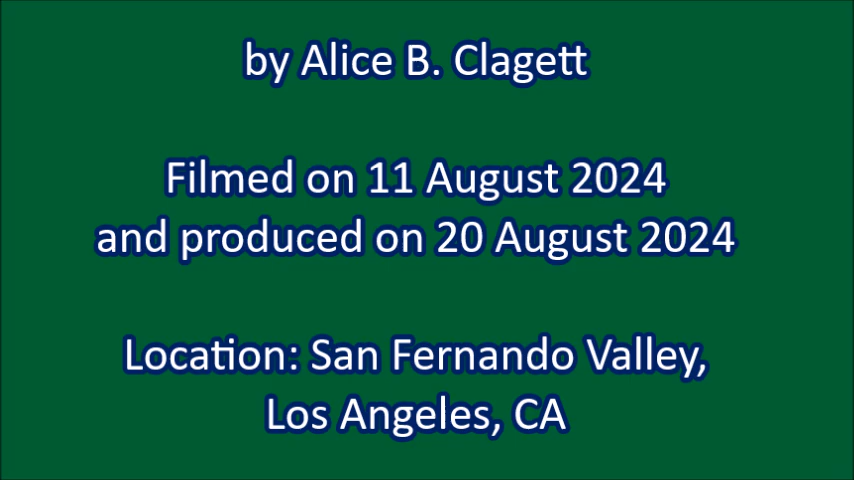 by Alice B. Clagett
Filmed on 11 August 2024
and produced on 20 August 2024
Location: San Fernando Valley,
Los Angeles, CA